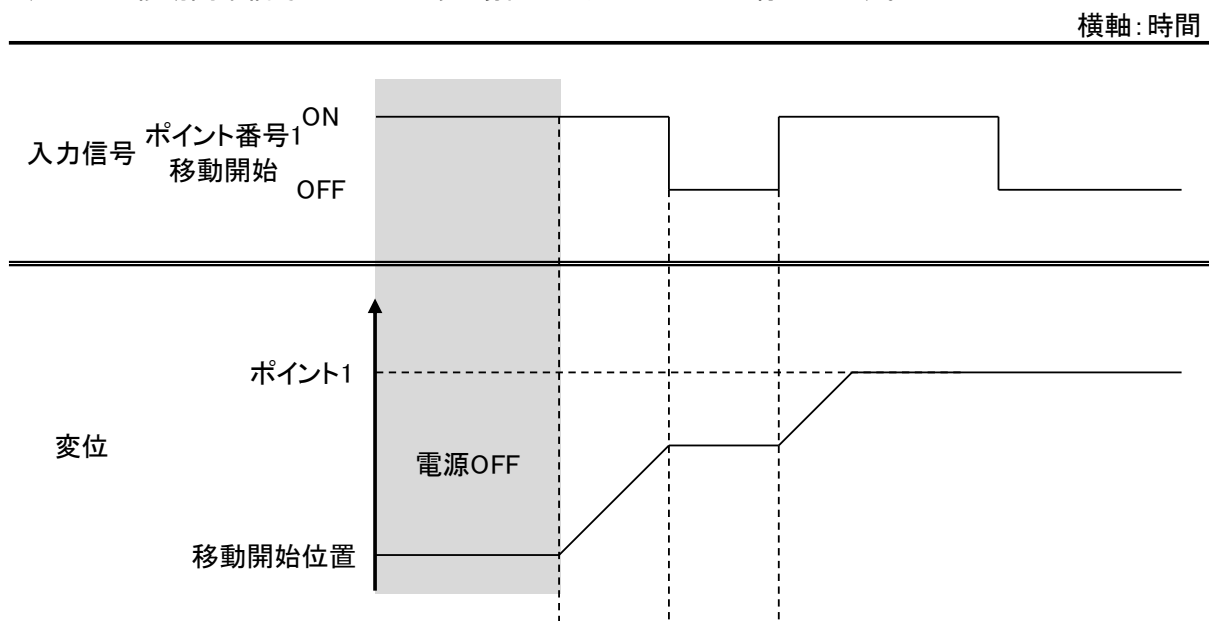 横軸:時間
入力信号
ポイント番号1
移動開始
ON
OFF
ポイント1
変位
電源OFF
移動開始位置